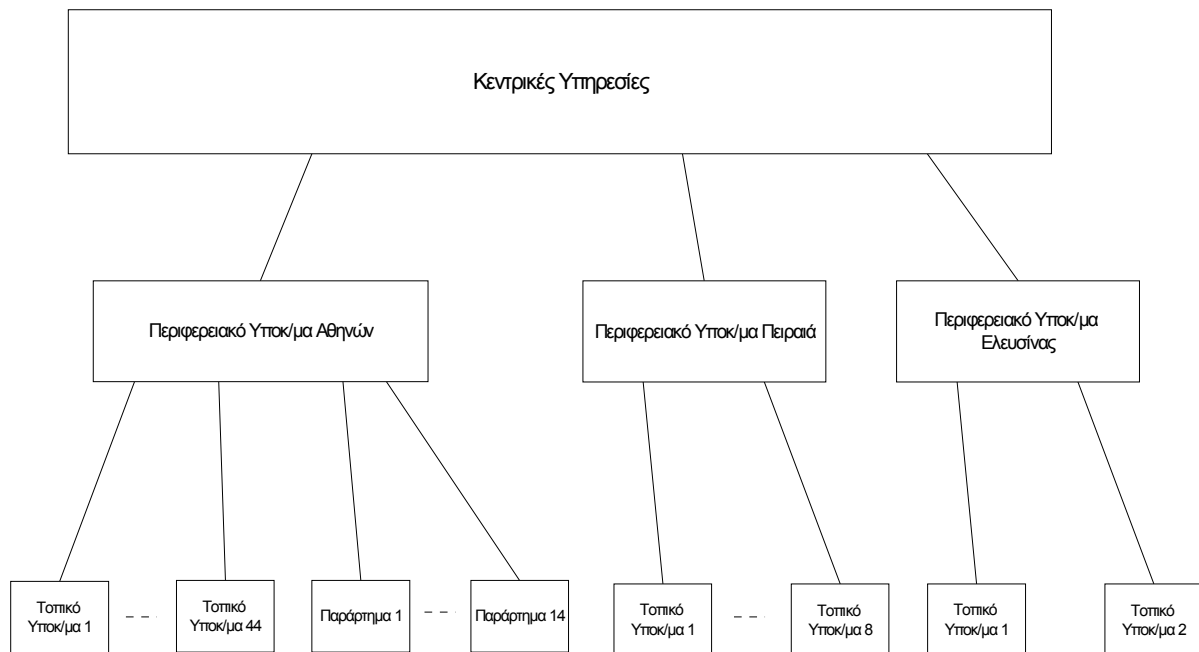 Κεντρικές Υπηρεσίες
Περιφερειακό Υποκ/μα Αθηνών
Περιφερειακό Υποκ/μα Πειραιά
Περιφερειακό Υποκ/μα
Ελευσίνας
Τοπικό
Υποκ/μα 1
Τοπικό
Υποκ/μα 44
Παράρτημα 1
Παράρτημα 14
Τοπικό
Υποκ/μα 1
Τοπικό
Υποκ/μα 8
Τοπικό
Υποκ/μα 1
Τοπικό
Υποκ/μα 2